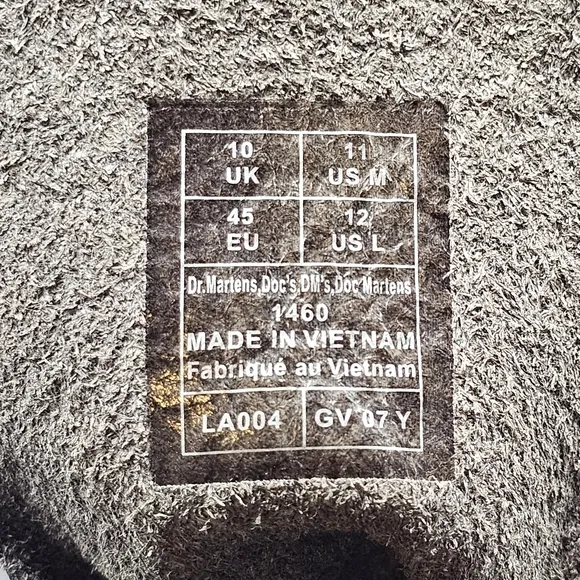 10 11
UK US M
45 12
EU US L
Dr.Martens,Doc's,DM's,Doc Martens
1460
MADE IN VIETNAM
Fabriqué au Vietnam
LA004 GV 07 Y